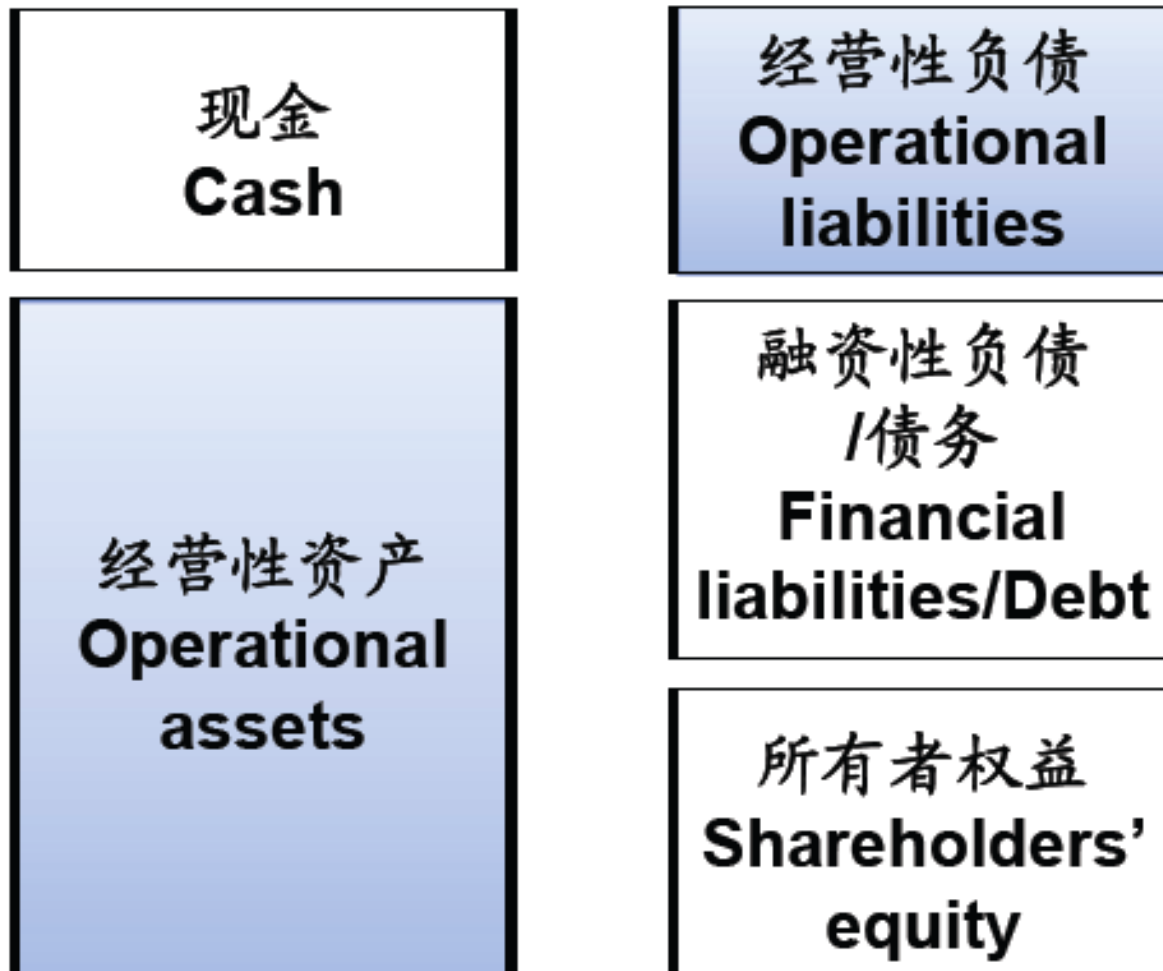 现金
Cash
经营性资产
Operational
assets
经营性负债
Operational
liabilities
融资性负债
/债务
Financial
liabilities/Debt
所有者权益
Shareholders’
equity